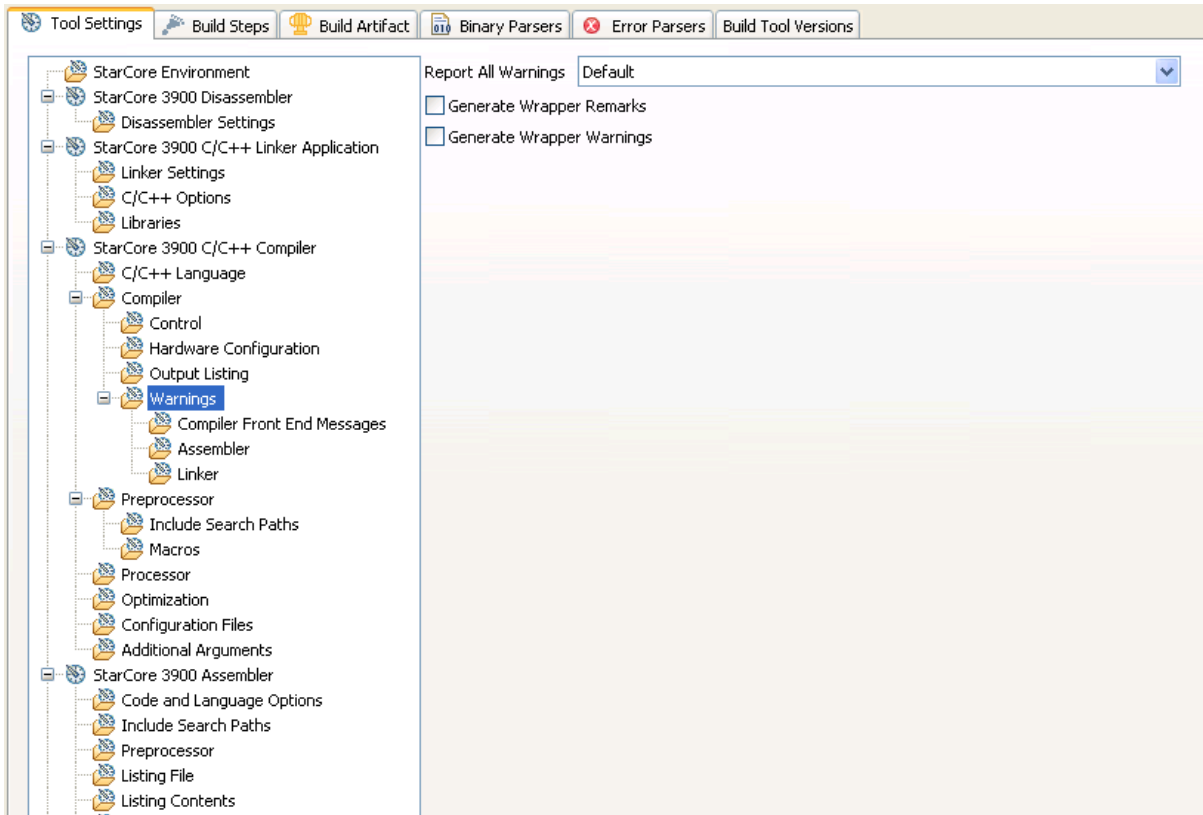 Tool Settings Build Steps Build Artifact Binary Parsers Error Parsers Build Tool Versions
StarCore Environment
StarCore 3900 Disassembler
Disassembler Settings
StarCore 3900 C/C++ Linker Application
Linker Settings
C/C++ Options
Libraries
StarCore 3900 C/C++ Compiler
C/C++ Language
Compiler
Control
Hardware Configuration
Output Listing
Warnings
Compiler Front End Messages
Assembler
Linker
Preprocessor
Include Search Paths
Macros
Processor
Optimization
Configuration Files
Additional Arguments
StarCore 3900 Assembler
Code and Language Options
Include Search Paths
Preprocessor
Listing File
Listing Contents
Report All Warnings Default
Generate Wrapper Remarks
Generate Wrapper Warnings